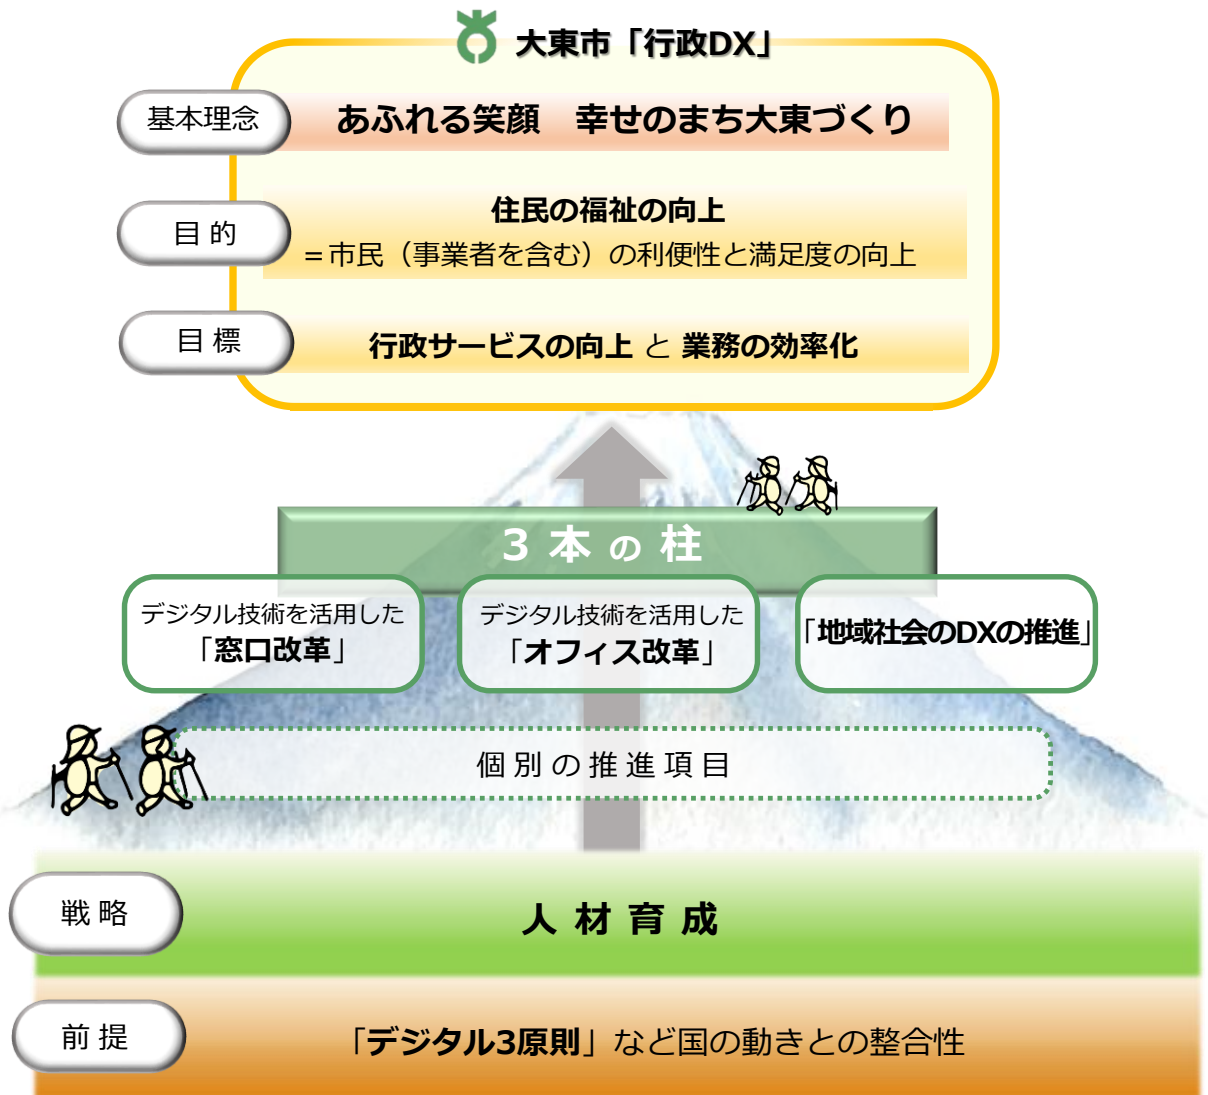 大東市「行政DX」
基本理念
あふれる笑顔　幸せのまち大東づくり
目的
住民の福祉の向上
=市民（事業者を含む）の利便性と満足度の向上
目標
行政サービスの向上 と 業務の効率化
3本の柱
デジタル技術を活用した
「窓口改革」
デジタル技術を活用した
「オフィス改革」
「地域社会のDXの推進」
個別の推進項目
戦略
人材育成
前提
「デジタル3原則」など国の動きとの整合性